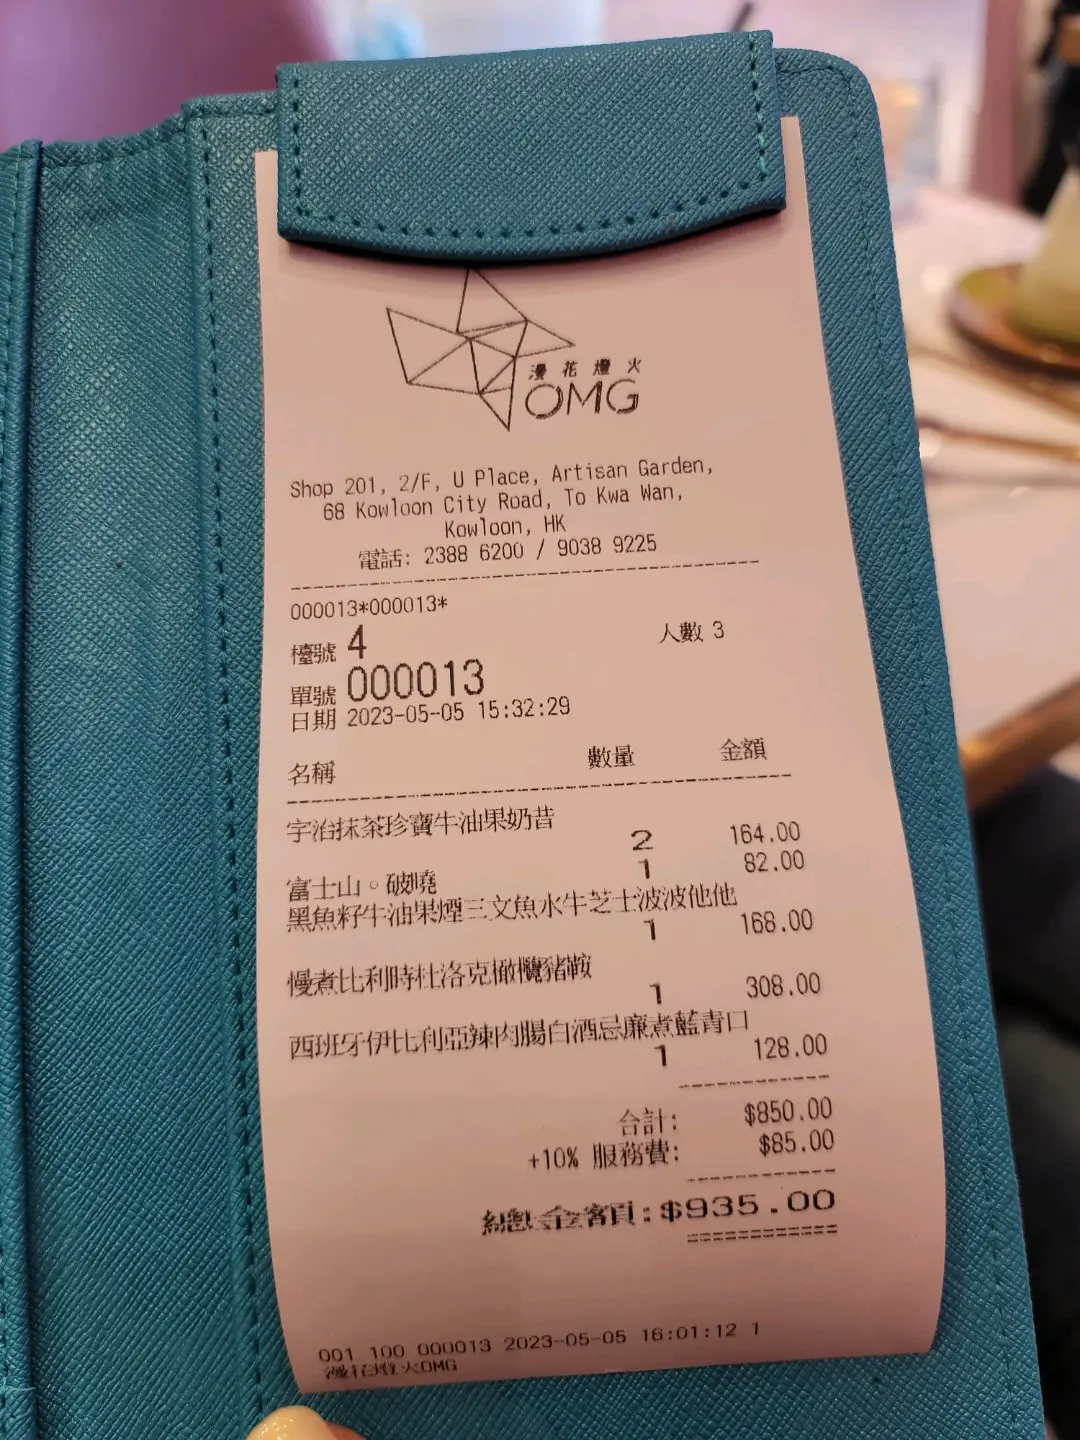 漫花燈火
OMG
Shop 201, 2/F, U Place, Artisan Garden,
68 Kowloon City Road, To Kwa Wan,
Kowloon, HK
電話: 2388 6200 / 9038 9225
000013*000013*
檯號 4 人數 3
單號 000013
日期 2023-05-05 15:32:29
名稱 數量 金額
宇治抹茶珍寶牛油果奶昔
2 164.00
富士山。破曉 1 82.00
黑魚籽牛油果煙三文魚水牛芝士波波他他
1 168.00
慢煮比利時杜洛克橄欖豬鞍
1 308.00
西班牙伊比利亞辣肉腸白酒忌廉煮藍青口
1 128.00
合計: $850.00
+10% 服務費: $85.00
總金額:$935.00
001 100 000013 2023-05-05 16:01:12 1
漫花燈火OMG